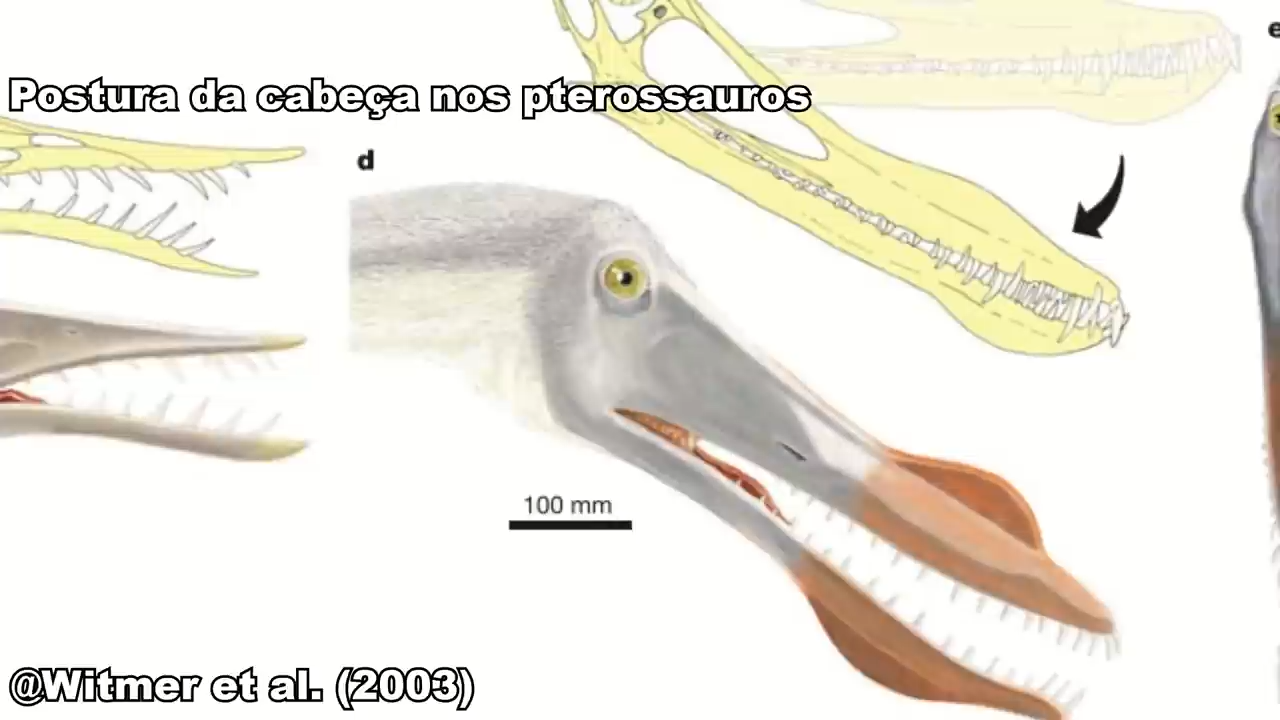 e
Postura da cabeça nos pterossauros
d
100 mm
@Witmer et al. (2003)